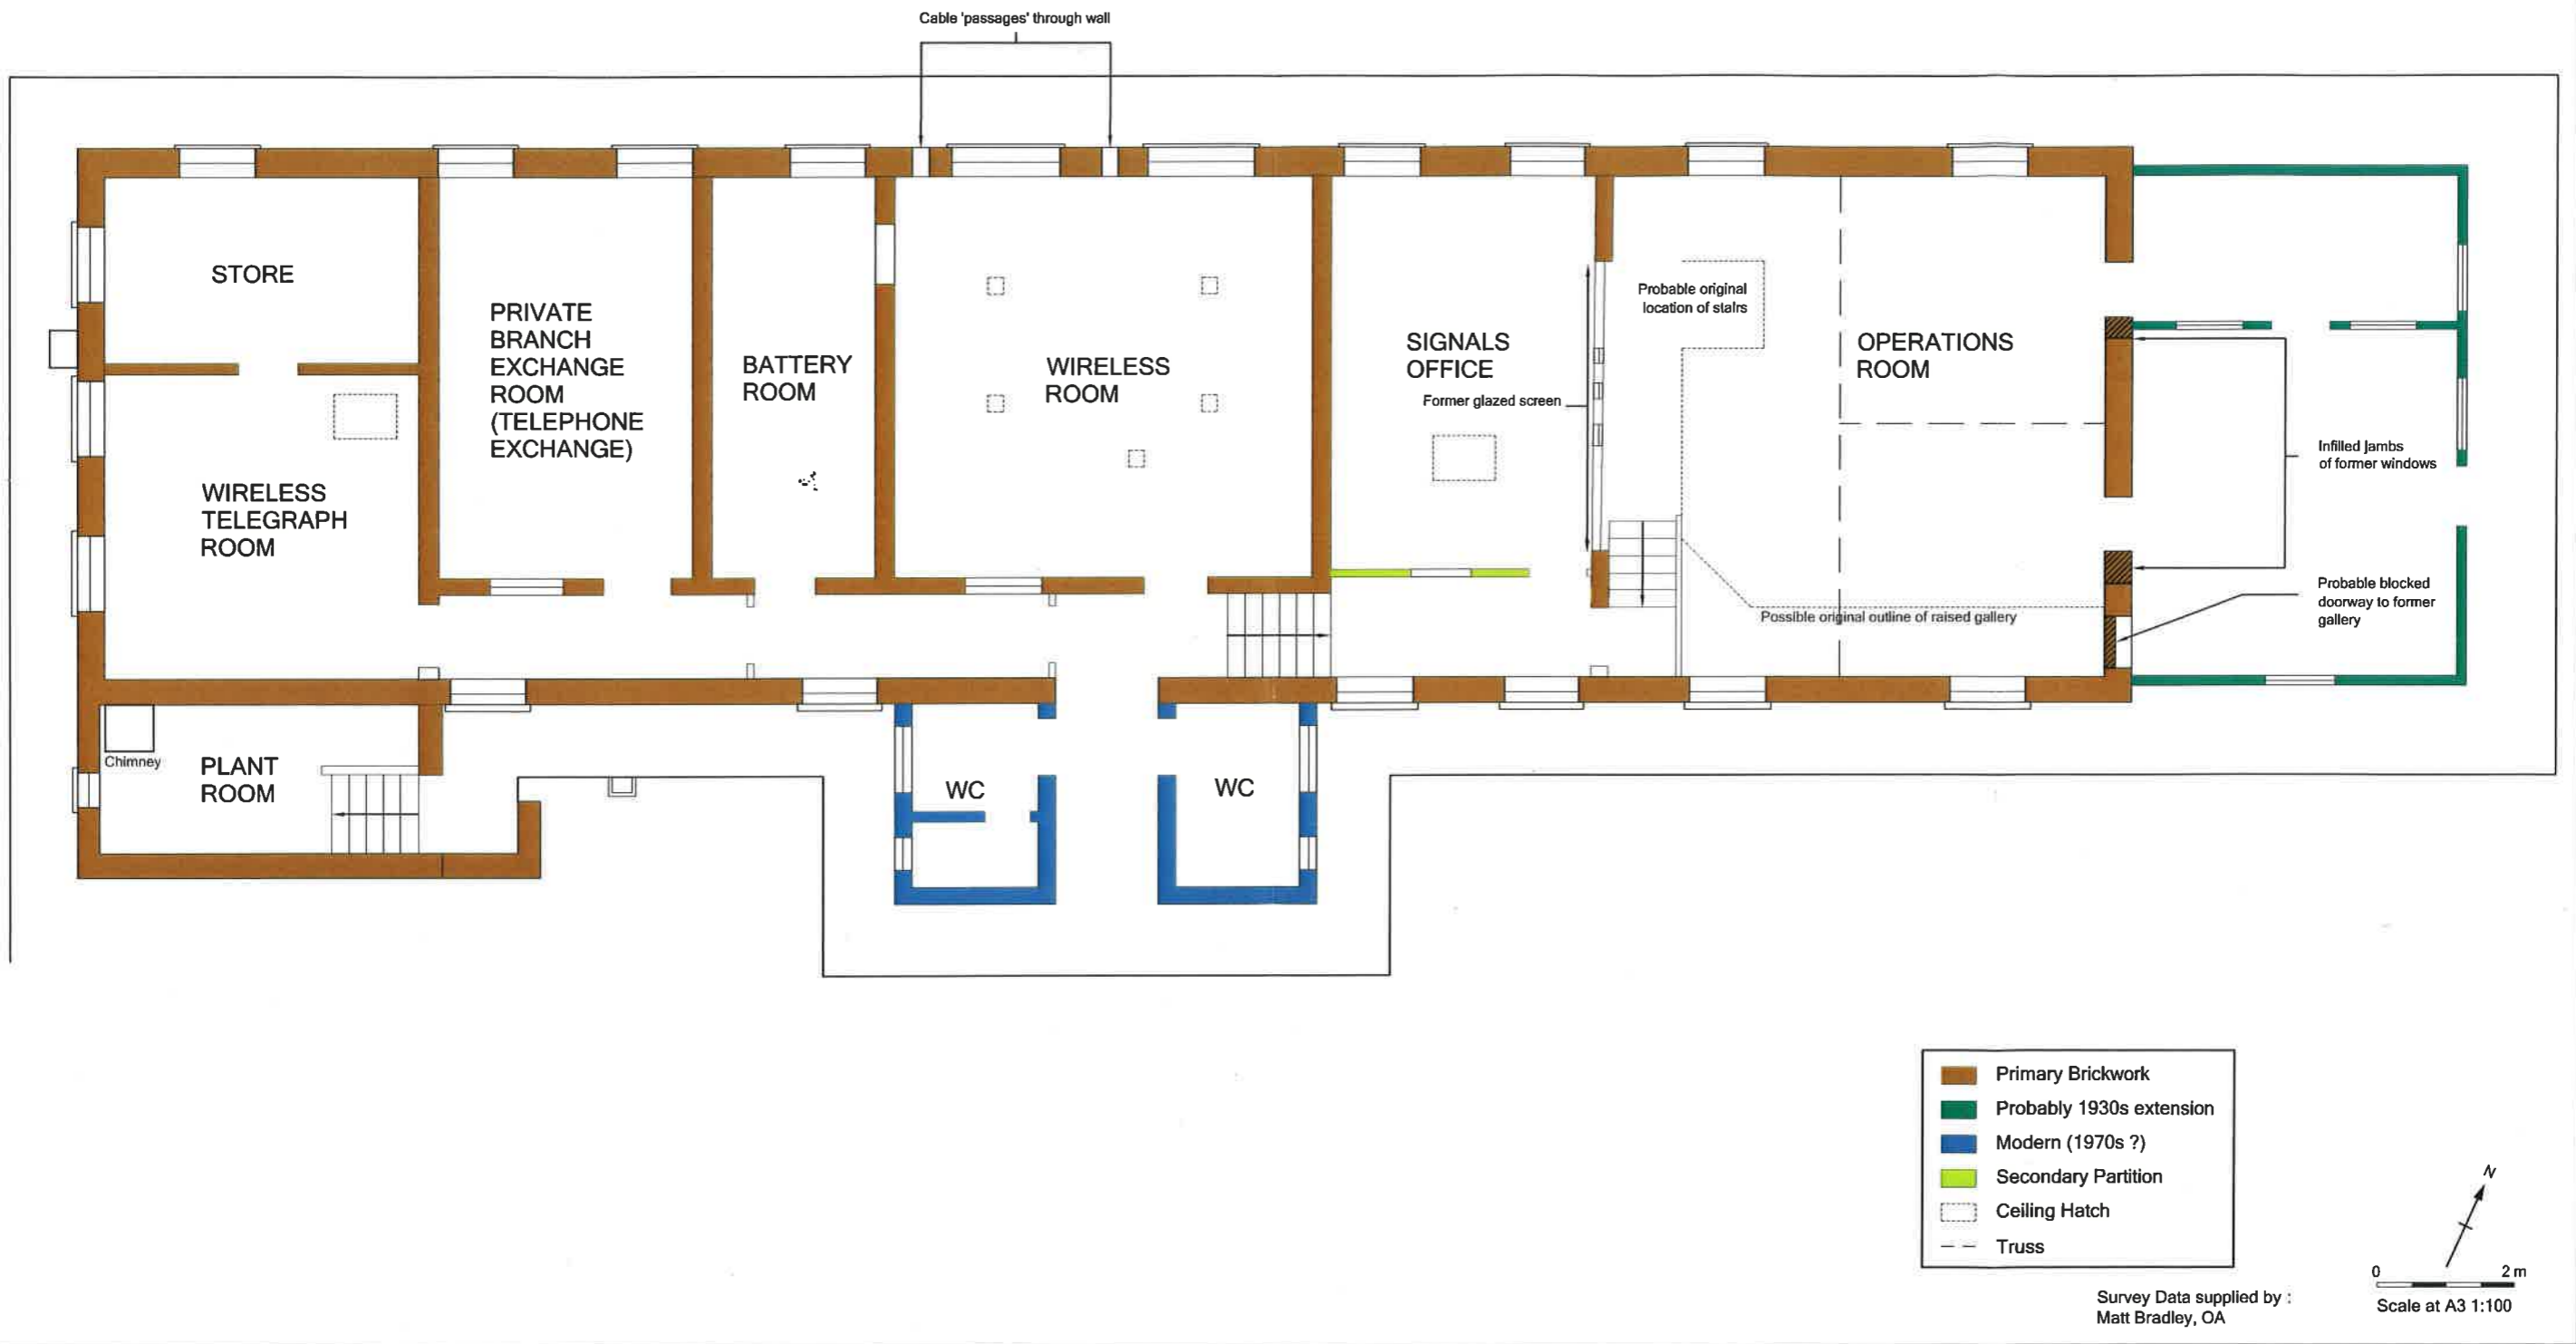 Cable 'passages' through wall
STORE
PRIVATE
BRANCH
EXCHANGE
ROOM
(TELEPHONE
EXCHANGE)
BATTERY
ROOM
WIRELESS
ROOM
SIGNALS
OFFICE
Former glazed screen
Probable original
location of stairs
OPERATIONS
ROOM
Infilled jambs
of former windows
WIRELESS
TELEGRAPH
ROOM
Probable blocked
doorway to former
gallery
Possible original outline of raised gallery
Chimney
PLANT
ROOM
WC
WC
Primary Brickwork
Probably 1930s extension
Modern (1970s ?)
Secondary Partition
Ceiling Hatch
Truss
N
0 2 m
Scale at A3 1:100
Survey Data supplied by :
Matt Bradley, OA